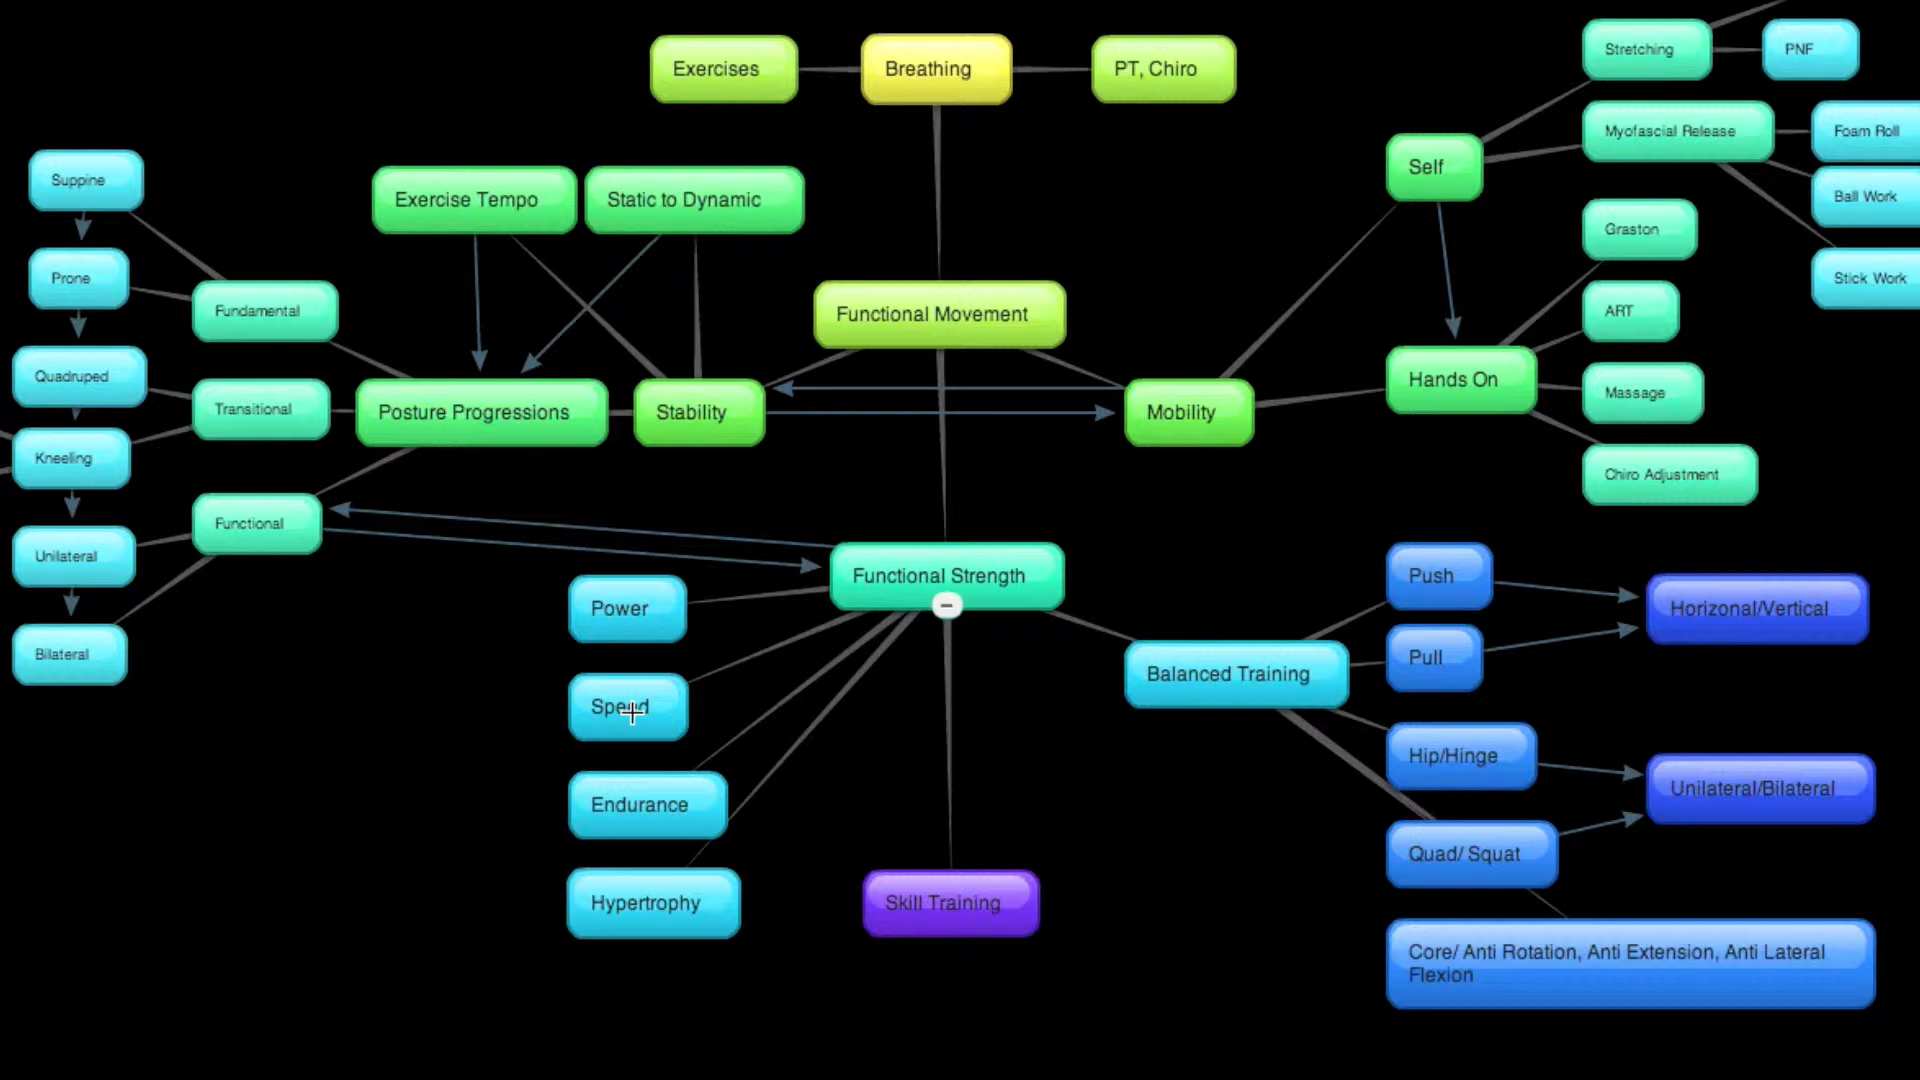 Stretching
PNF
Exercises
Breathing
PT, Chiro
Myofascial Release
Foam Roll
Self
Suppine
Exercise Tempo
Static to Dynamic
Ball Work
Graston
Prone
Stick Work
Fundamental
Functional Movement
ART
Quadruped
Hands On
Massage
Transitional
Posture Progressions
Stability
Mobility
Kneeling
Chiro Adjustment
Functional
Unilateral
Functional Strength
Push
Power
Horizonal/Vertical
Bilateral
Pull
Balanced Training
Speed
Hip/Hinge
Unilateral/Bilateral
Endurance
Quad/ Squat
Hypertrophy
Skill Training
Core/ Anti Rotation, Anti Extension, Anti Lateral
Flexion